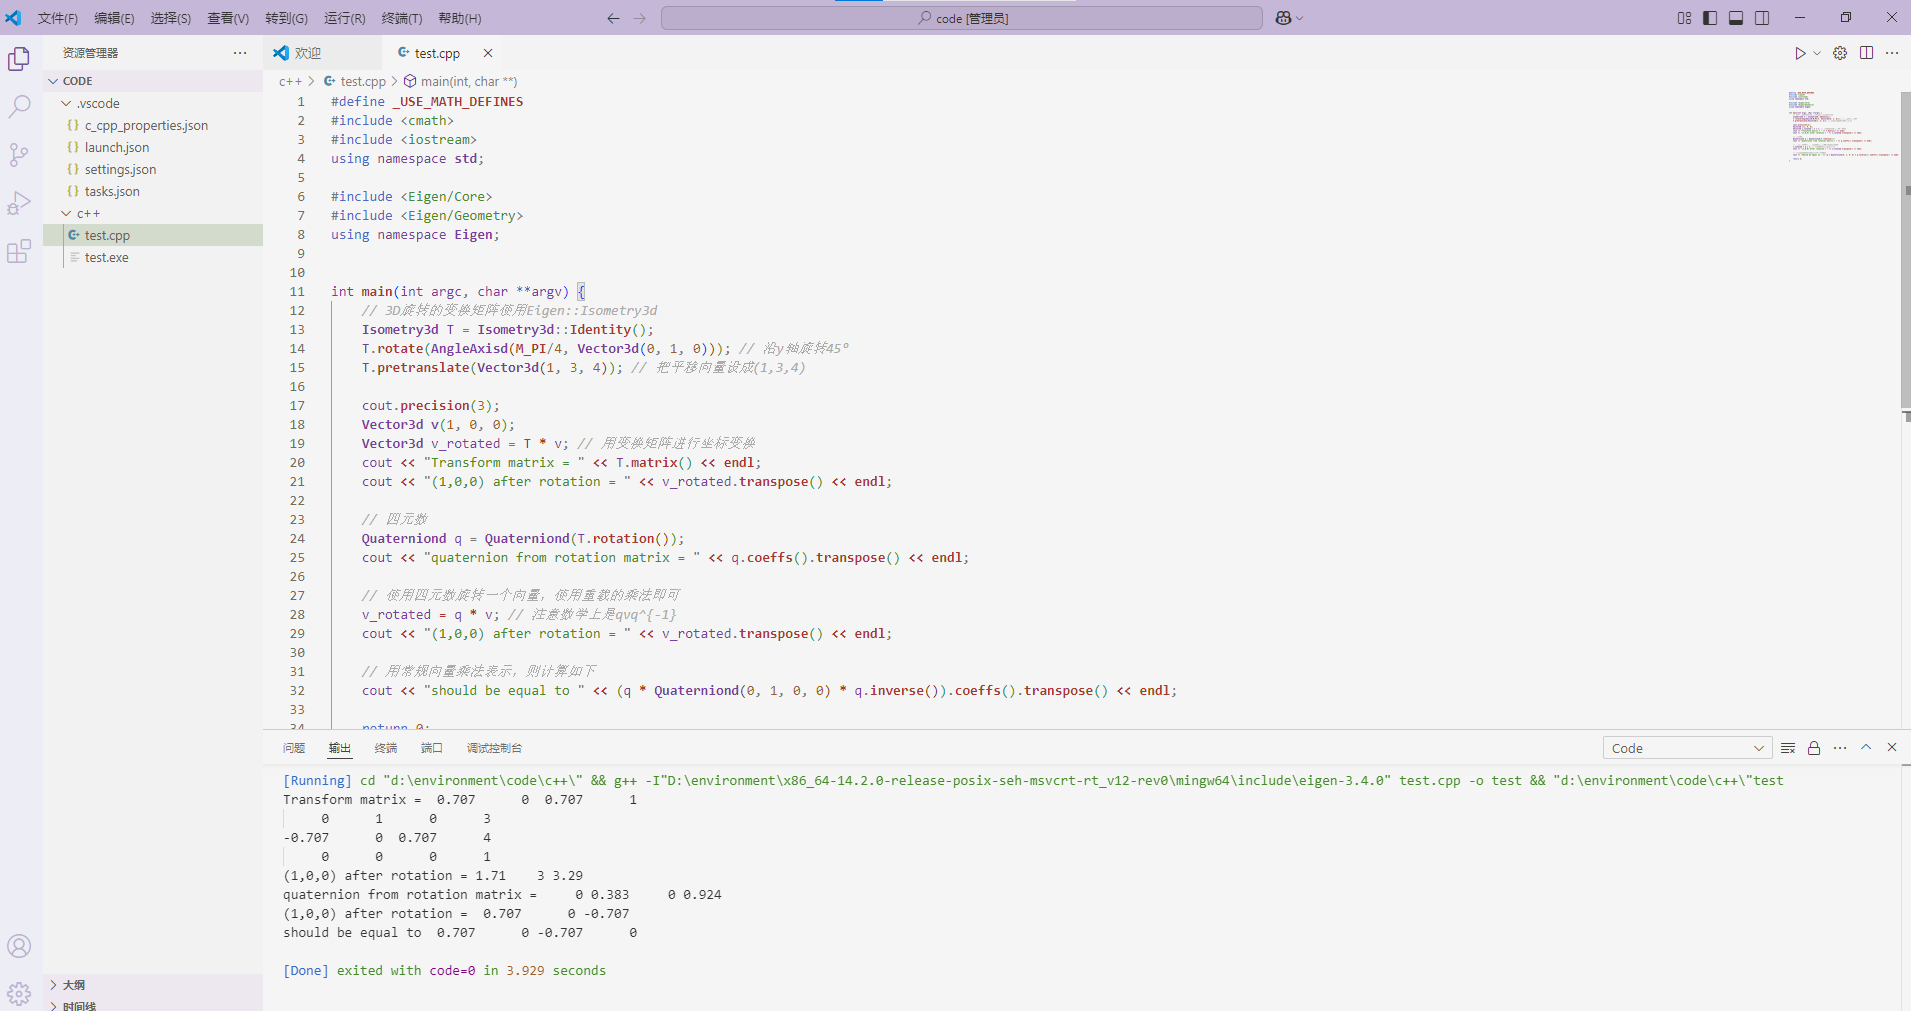 文件(F) 编辑(E) 选择(S) 查看(V) 转到(G) 运行(R) 终端(T) 帮助(H) code [管理员]
资源管理器
CODE
.vscode
{} c_cpp_properties.json
{} launch.json
{} settings.json
{} tasks.json
c++
test.cpp
test.exe
大纲
时间线
欢迎 test.cpp
c++ > test.cpp > main(int, char **)
1 #define _USE_MATH_DEFINES
2 #include <cmath>
3 #include <iostream>
4 using namespace std;
5
6 #include <Eigen/Core>
7 #include <Eigen/Geometry>
8 using namespace Eigen;
9
10
11 int main(int argc, char **argv) {
12 // 3D旋转的变换矩阵使用Eigen::Isometry3d
13 Isometry3d T = Isometry3d::Identity();
14 T.rotate(AngleAxisd(M_PI/4, Vector3d(0, 1, 0))); // 沿y轴旋转45°
15 T.pretranslate(Vector3d(1, 3, 4)); // 把平移向量设成(1,3,4)
16
17 cout.precision(3);
18 Vector3d v(1, 0, 0);
19 Vector3d v_rotated = T * v; // 用变换矩阵进行坐标变换
20 cout << "Transform matrix = " << T.matrix() << endl;
21 cout << "(1,0,0) after rotation = " << v_rotated.transpose() << endl;
22
23 // 四元数
24 Quaterniond q = Quaterniond(T.rotation());
25 cout << "quaternion from rotation matrix = " << q.coeffs().transpose() << endl;
26
27 // 使用四元数旋转一个向量，使用重载的乘法即可
28 v_rotated = q * v; // 注意数学上是qvq^{-1}
29 cout << "(1,0,0) after rotation = " << v_rotated.transpose() << endl;
30
31 // 用常规向量乘法表示，则计算如下
32 cout << "should be equal to " << (q * Quaterniond(0, 1, 0, 0) * q.inverse()).coeffs().transpose() << endl;
33
34 return 0;
问题 输出 终端 端口 调试控制台 Code
[Running] cd "d:\environment\code\c++\" && g++ -I"D:\environment\x86_64-14.2.0-release-posix-seh-msvcrt-rt_v12-rev0\mingw64\include\eigen-3.4.0" test.cpp -o test && "d:\environment\code\c++\"test
Transform matrix =  0.707      0  0.707      1
     0      1      0      3
-0.707      0  0.707      4
     0      0      0      1
(1,0,0) after rotation = 1.71    3 3.29
quaternion from rotation matrix =     0 0.383     0 0.924
(1,0,0) after rotation =  0.707      0 -0.707
should be equal to  0.707      0 -0.707      0
[Done] exited with code=0 in 3.929 seconds